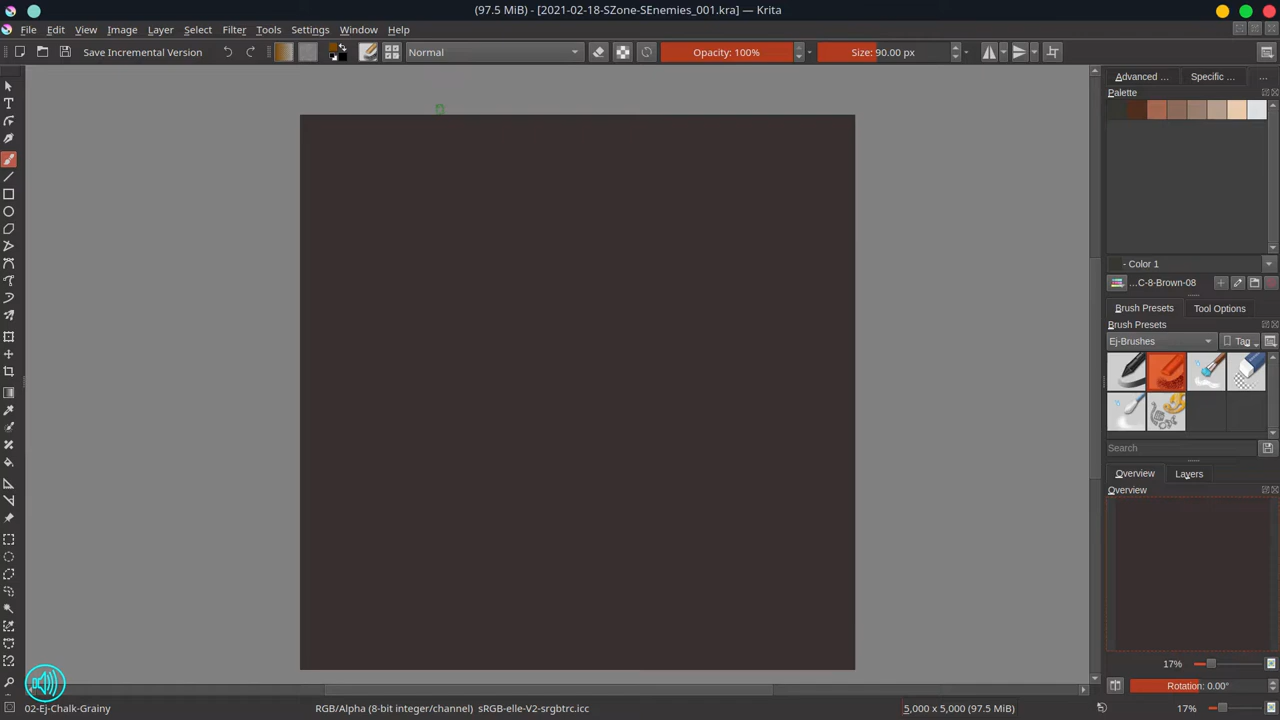 (97.5 MiB) - [2021-02-18-SZone-SEnemies_001.kra] — Krita
File Edit View Image Layer Select Filter Tools Settings Window Help
Save Incremental Version Normal Opacity: 100% Size: 90.00 px
Advanced ... Specific ... ...
Palette
- Color 1
...C-8-Brown-08
Brush Presets Tool Options
Brush Presets
Ej-Brushes Tag
Search
Overview Layers
Overview
17%
Rotation: 0.00°
02-Ej-Chalk-Grainy RGB/Alpha (8-bit integer/channel) sRGB-elle-V2-srgbtrc.icc 5,000 x 5,000 (97.5 MiB) 17%